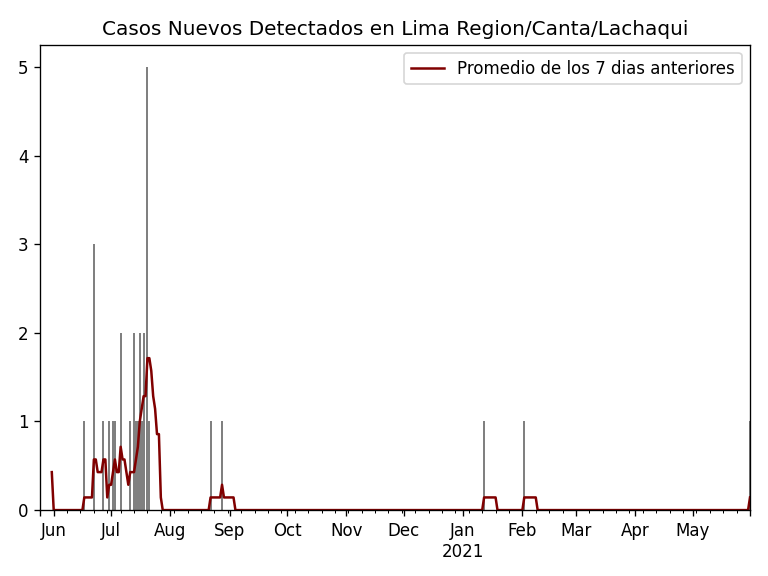 Casos Nuevos Detectados en Lima Region/Canta/Lachaqui
Promedio de los 7 dias anteriores
5
4
3
2
1
0
Jun Jul Aug Sep Oct Nov Dec Jan Feb Mar Apr May
2021